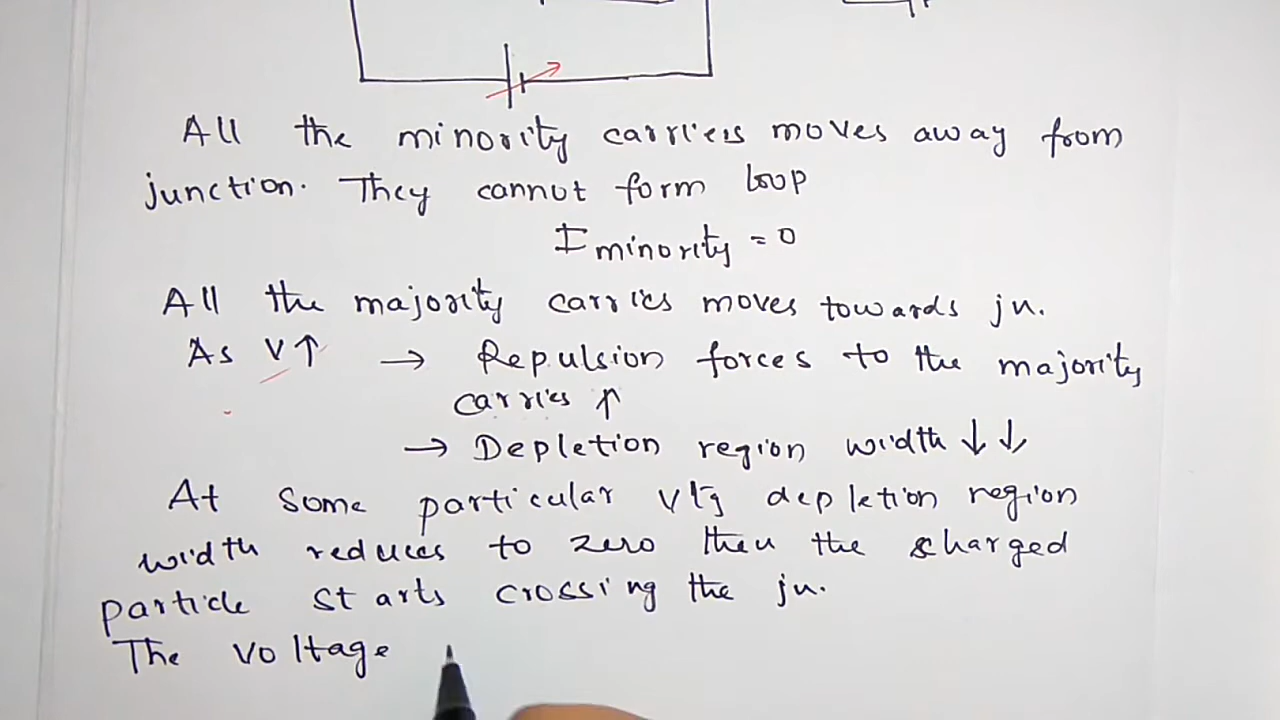 All the minority carriers moves away from
junction. They cannot form loop
I minority = 0
All the majority carries moves towards jn.
As V↑ → Repulsion forces to the majority
carries ↑
→ Depletion region width ↓↓
At some particular Vtg depletion region
width reduces to zero then the charged
particle starts crossing the jn.
The voltage